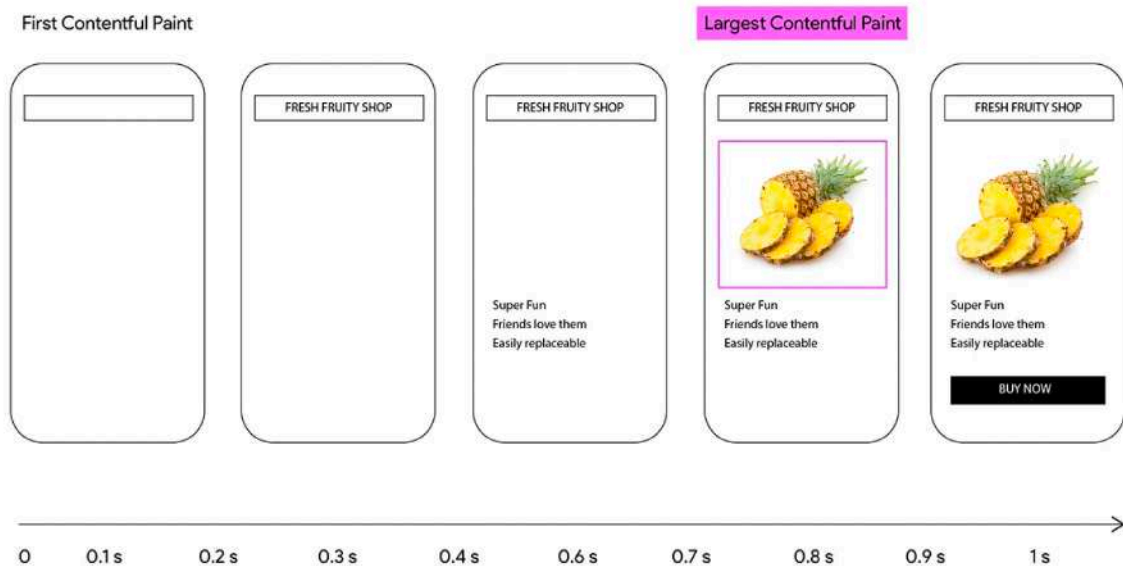 First Contentful Paint
Largest Contentful Paint
FRESH FRUITY SHOP
FRESH FRUITY SHOP
FRESH FRUITY SHOP
FRESH FRUITY SHOP
Super Fun
Friends love them
Easily replaceable
Super Fun
Friends love them
Easily replaceable
Super Fun
Friends love them
Easily replaceable
BUY NOW
0 0.1 s 0.2 s 0.3 s 0.4 s 0.6 s 0.7 s 0.8 s 0.9 s 1 s